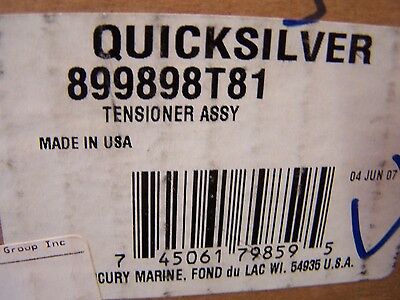 QUICKSILVER
899898T81
TENSIONER ASSY
MADE IN USA
04 JUN 07
Group Inc
7 45061 79859 5
CURY MARINE, FOND du LAC WI. 54935 U.S.A.